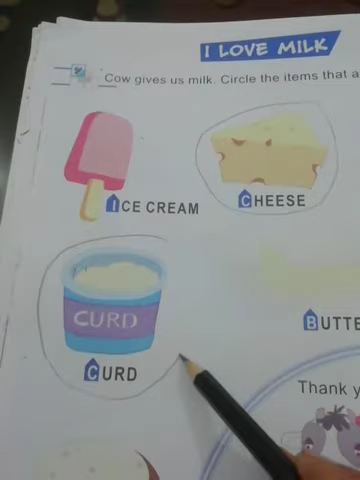 I LOVE MILK
Cow gives us milk. Circle the items that a
ICE CREAM
CHEESE
CURD
CURD
BUTTE
Thank y